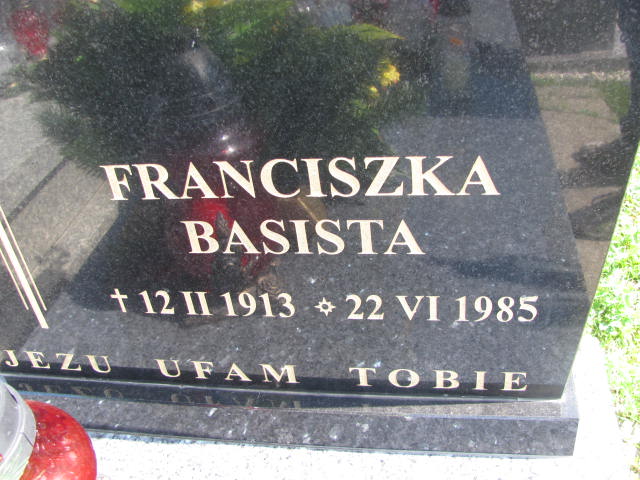 FRANCISZKA
BASISTA
✝ 12 II 1913 ✡ 22 VI 1985
JEZU UFAM TOBIE